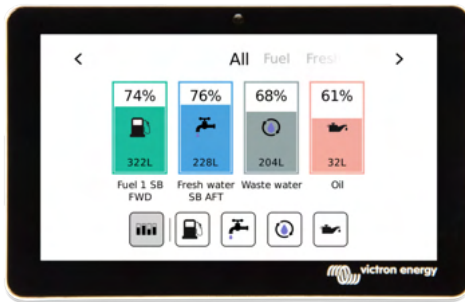 All Fuel Fresh
74% 76% 68% 61%
322L 228L 204L 32L
Fuel 1 SB Fresh water Waste water Oil
FWD SB AFT
victron energy